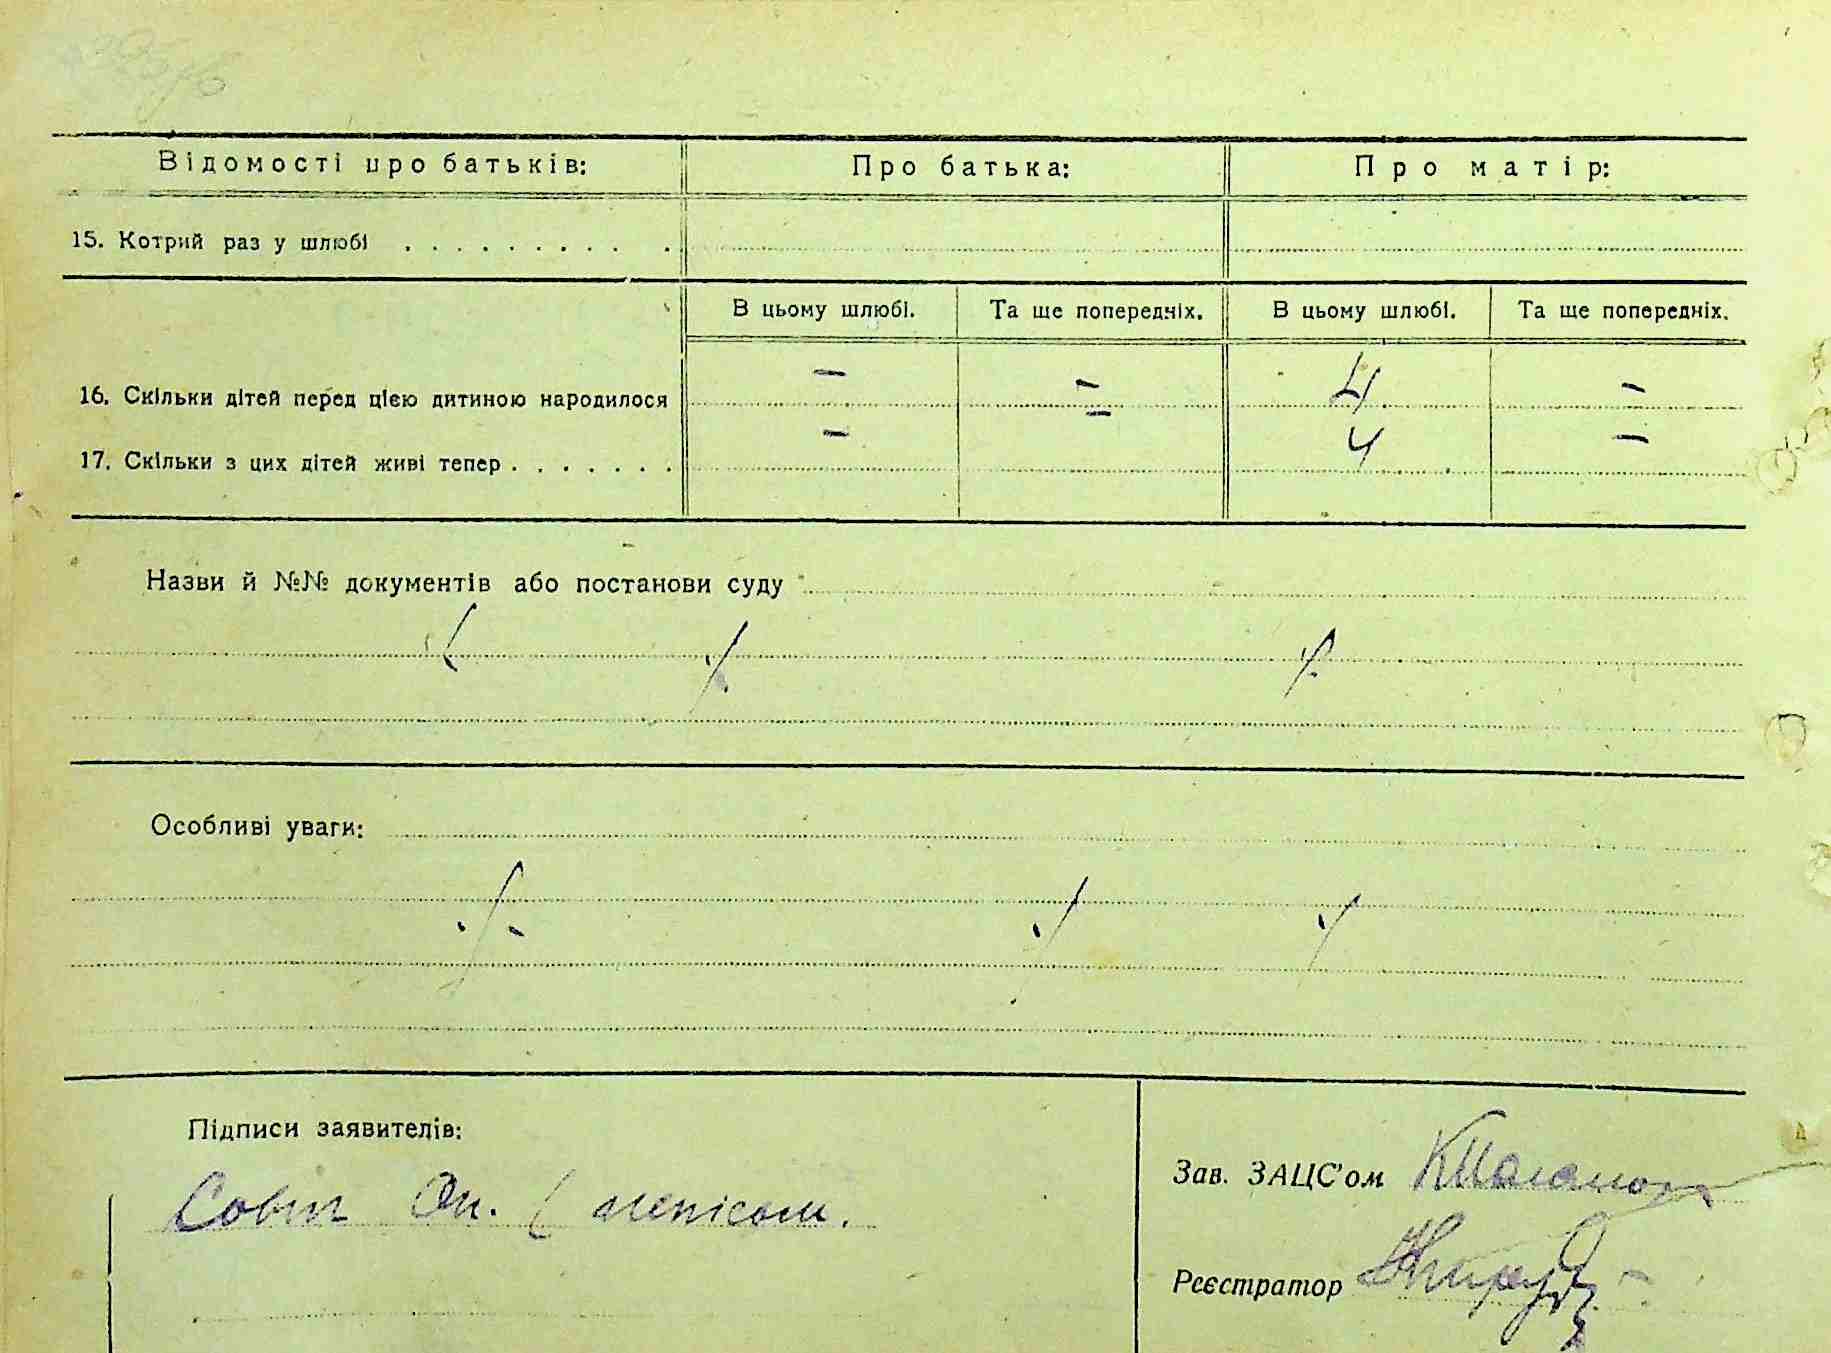 Відомості про батьків: Про батька: Про матір:
15. Котрий раз у шлюбі . . . . . . . . . .
В цьому шлюбі. Та ще попередніх. В цьому шлюбі. Та ще попередніх.
16. Скільки дітей перед цією дитиною народилося – – 4 –
17. Скільки з цих дітей живі тепер . . . . . . . – – 4 –
Назви й №№ документів або постанови суду
Особливі уваги:
Підписи заявителів:
Зав. ЗАЦС'ом
Реєстратор